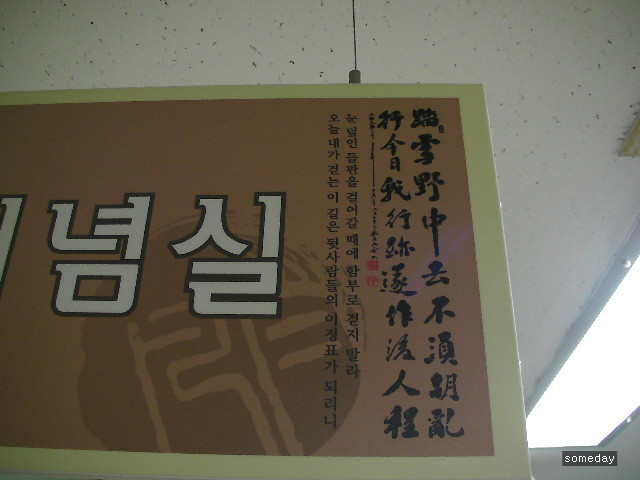 념실
踏雪野中去不須胡亂
行今日我行跡遂作後人程
눈 덮인 들판을 걸어갈 때에 함부로 걷지 말라
오늘 내가 걷는 이 길은 뒷사람들의 이정표가 되리니
someday